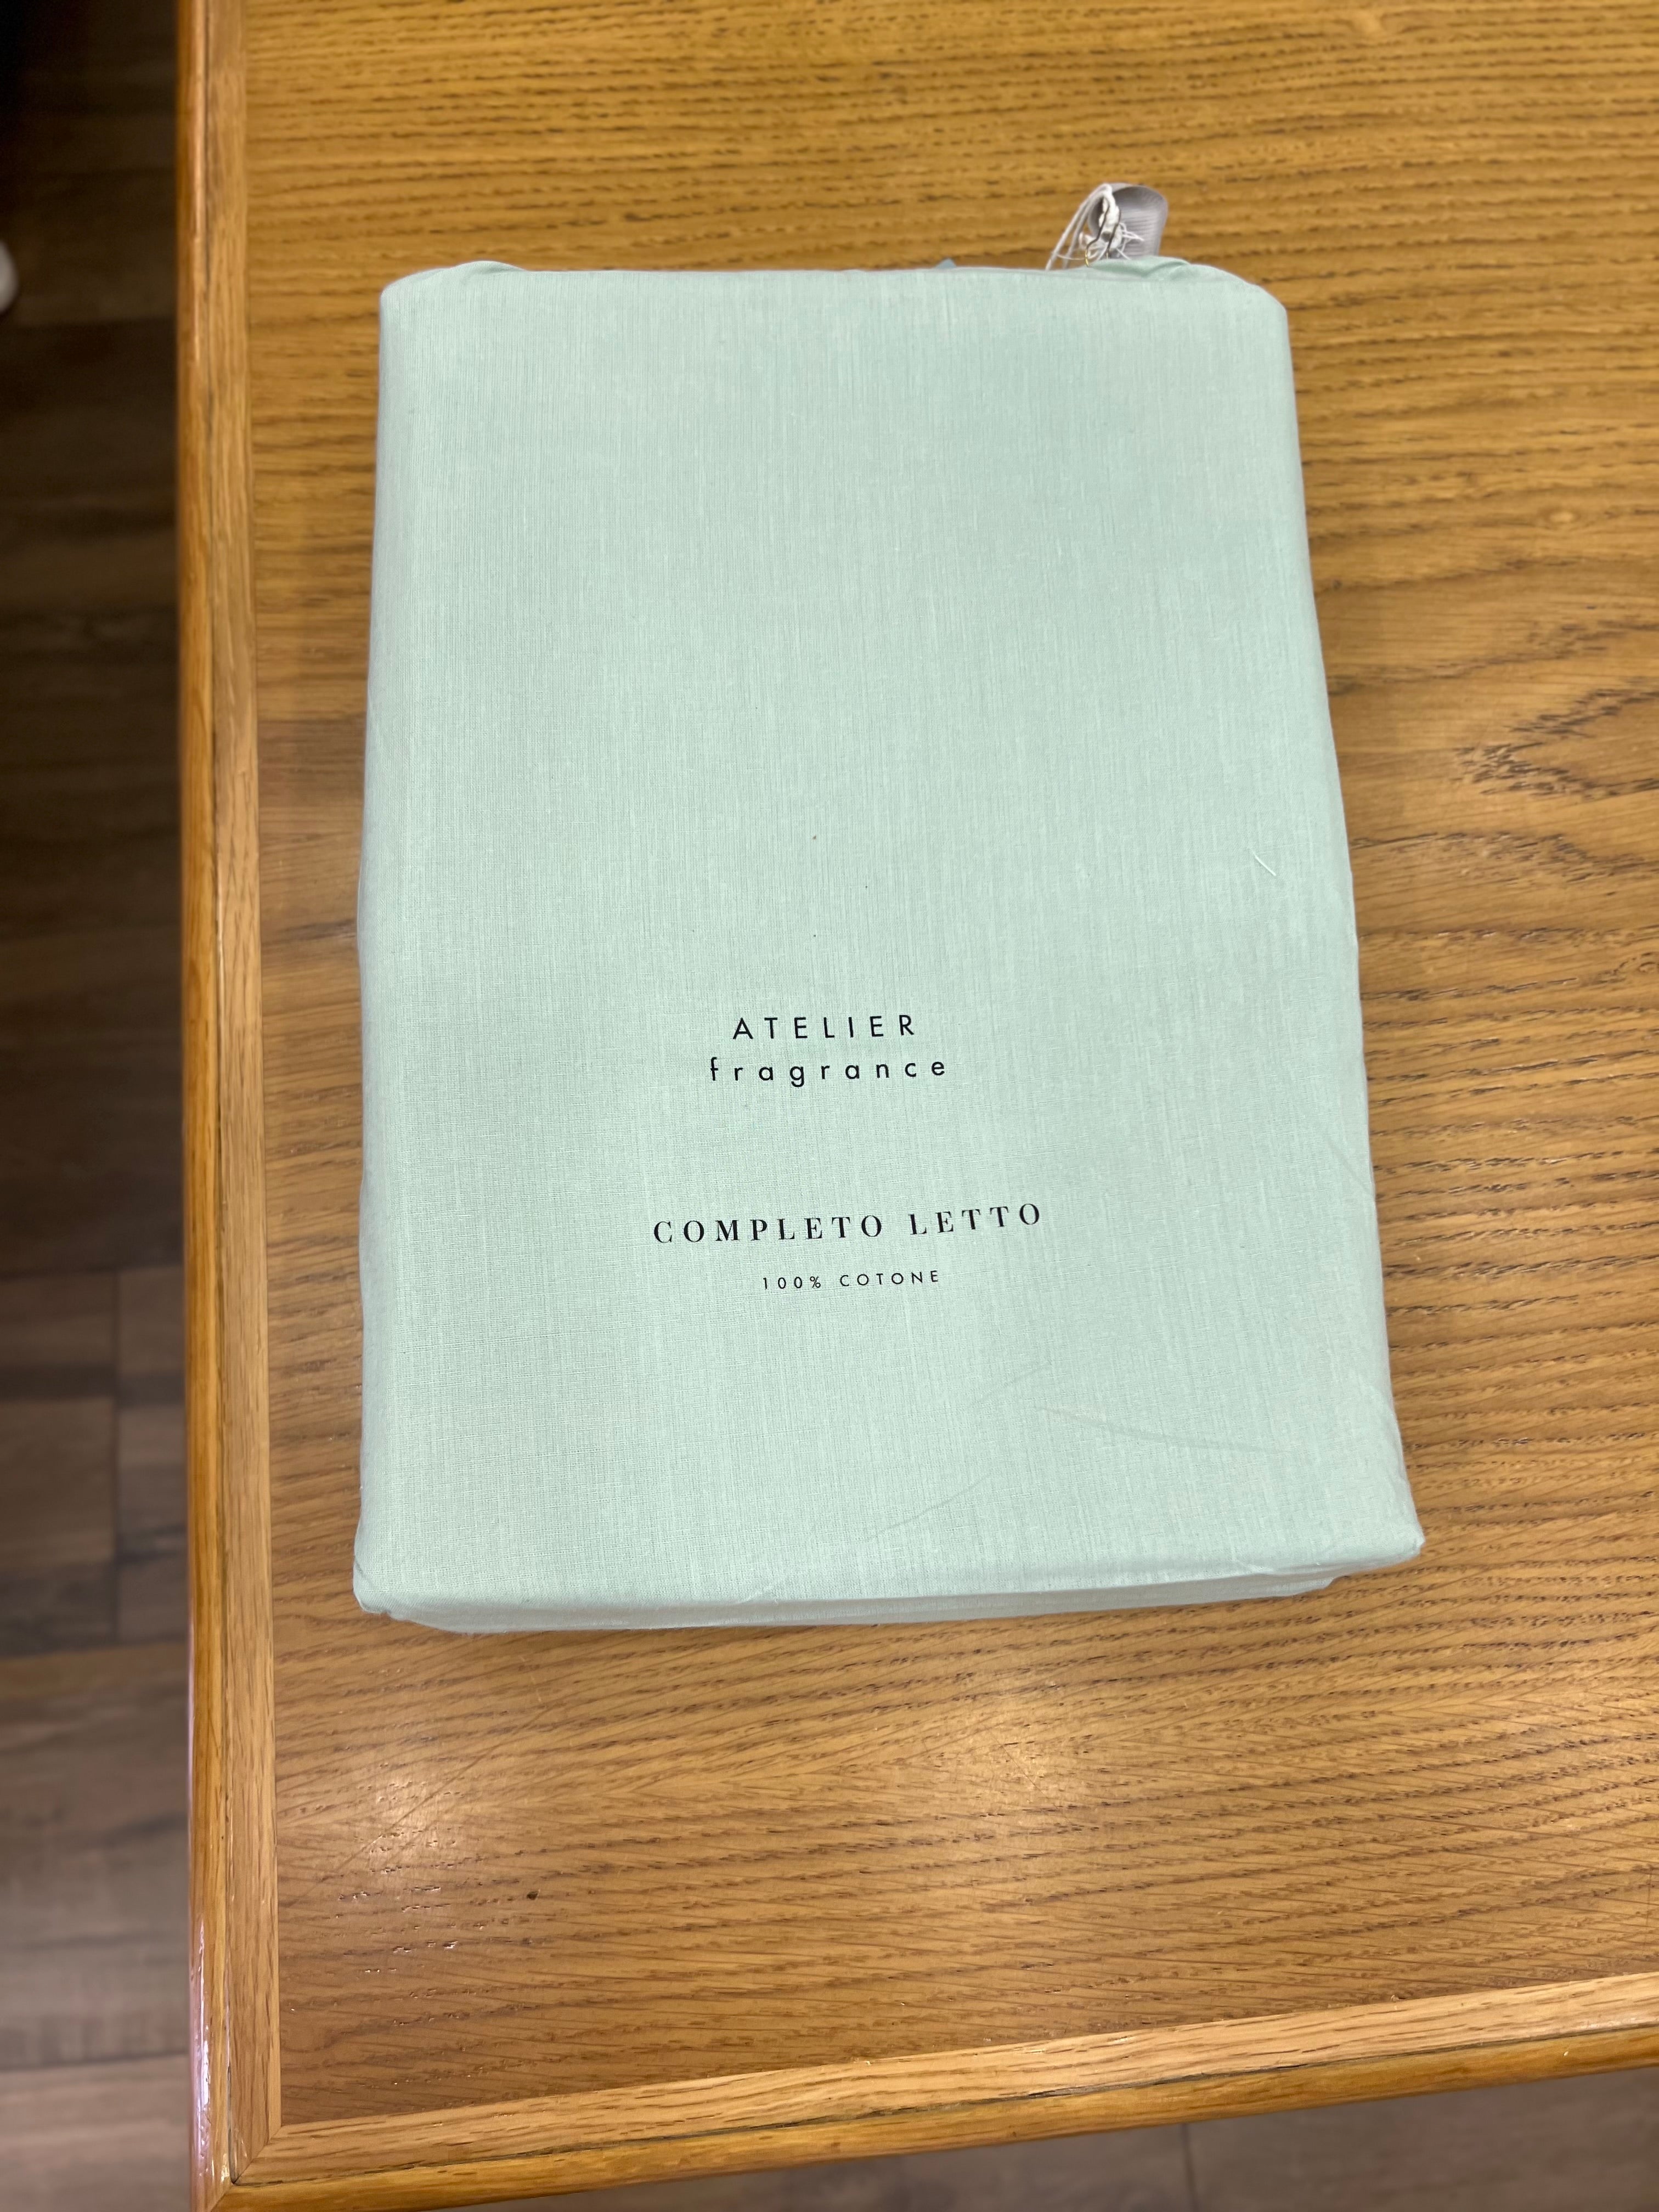 ATELIER
fragrance
COMPLETO LETTO
100% COTONE